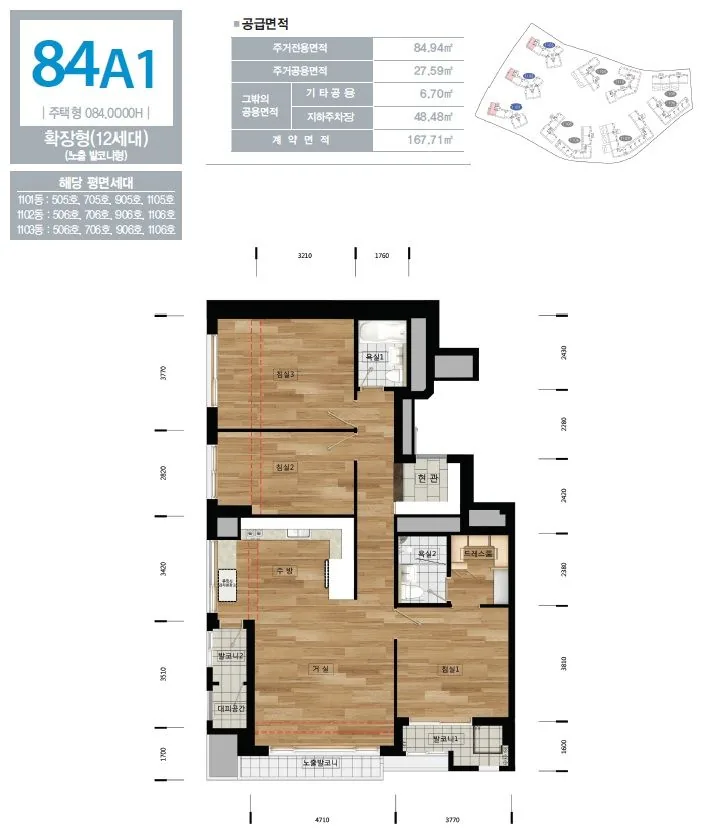 84A1
| 주택형 084.0000H |
확장형(12세대)
(노출 발코니형)
해당 평면세대
1101동 : 505호, 705호, 905호, 1105호
1102동 : 506호, 706호, 906호, 1106호
1103동 : 506호, 706호, 906호, 1106호
공급면적
주거전용면적 84.94㎡
주거공용면적 27.59㎡
그밖의 공용면적
기타공용 6.70㎡
지하주차장 48.48㎡
계약면적 167.71㎡
3210
1760
3770
2820
3420
3510
1700
2430
2280
2420
2380
3810
1600
4710
3770
침실3
욕실1
침실2
현관
주방
욕실2
드레스룸
거실
침실1
발코니2
대피공간
발코니1
노출발코니